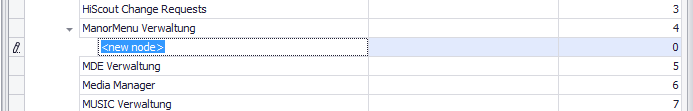 HiScout Change Requests 3
ManorMenu Verwaltung 4
<new node> 0
MDE Verwaltung 5
Media Manager 6
MUSIC Verwaltung 7